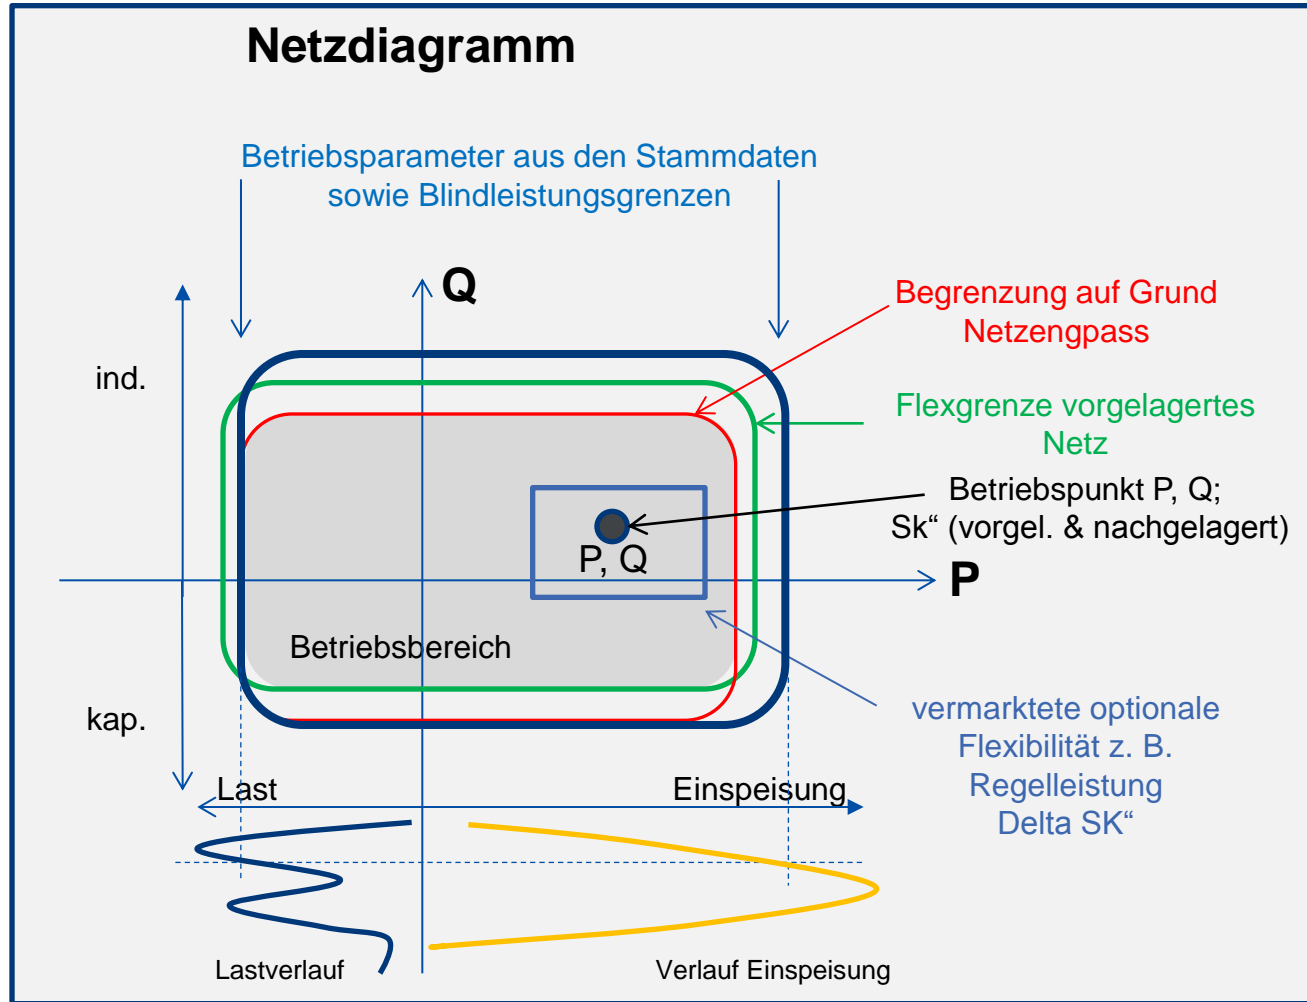 Netzdiagramm
Betriebsparameter aus den Stammdaten
sowie Blindleistungsgrenzen
Q
Begrenzung auf Grund
Netzengpass
ind.
Flexgrenze vorgelagertes
Netz
Betriebspunkt P, Q;
Sk“ (vorgel. & nachgelagert)
P, Q
P
Betriebsbereich
kap.
vermarktete optionale
Flexibilität z. B.
Regelleistung
Delta SK“
Last
Einspeisung
Lastverlauf
Verlauf Einspeisung